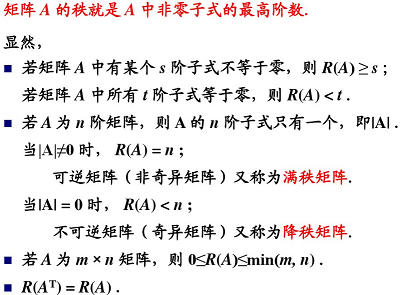 矩阵 A 的秩就是 A 中非零子式的最高阶数.
显然，
■ 若矩阵 A 中有某个 s 阶子式不等于零，则 R(A) ≥ s ;
若矩阵 A 中所有 t 阶子式等于零，则 R(A) < t .
■ 若 A 为 n 阶矩阵，则 A 的 n 阶子式只有一个，即|A| .
当|A|≠0 时， R(A) = n ;
可逆矩阵（非奇异矩阵）又称为满秩矩阵.
当|A| = 0 时， R(A) < n ;
不可逆矩阵（奇异矩阵）又称为降秩矩阵.
■ 若 A 为 m × n 矩阵，则 0≤R(A)≤min(m, n) .
■ R(Aᵀ) = R(A) .